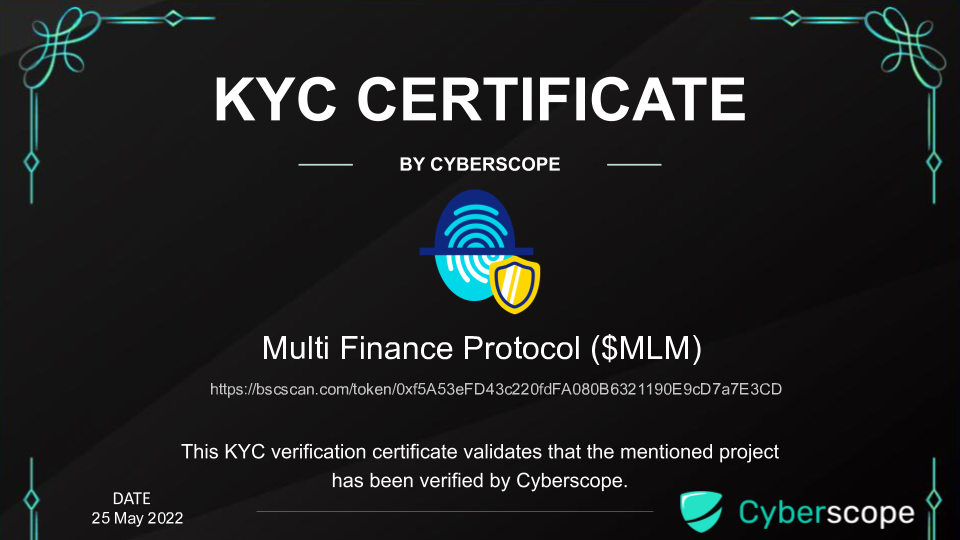 KYC CERTIFICATE
BY CYBERSCOPE
Multi Finance Protocol ($MLM)
https://bscscan.com/token/0xf5A53eFD43c220fdFA080B6321190E9cD7a7E3CD
This KYC verification certificate validates that the mentioned project
has been verified by Cyberscope.
DATE
25 May 2022
Cyberscope